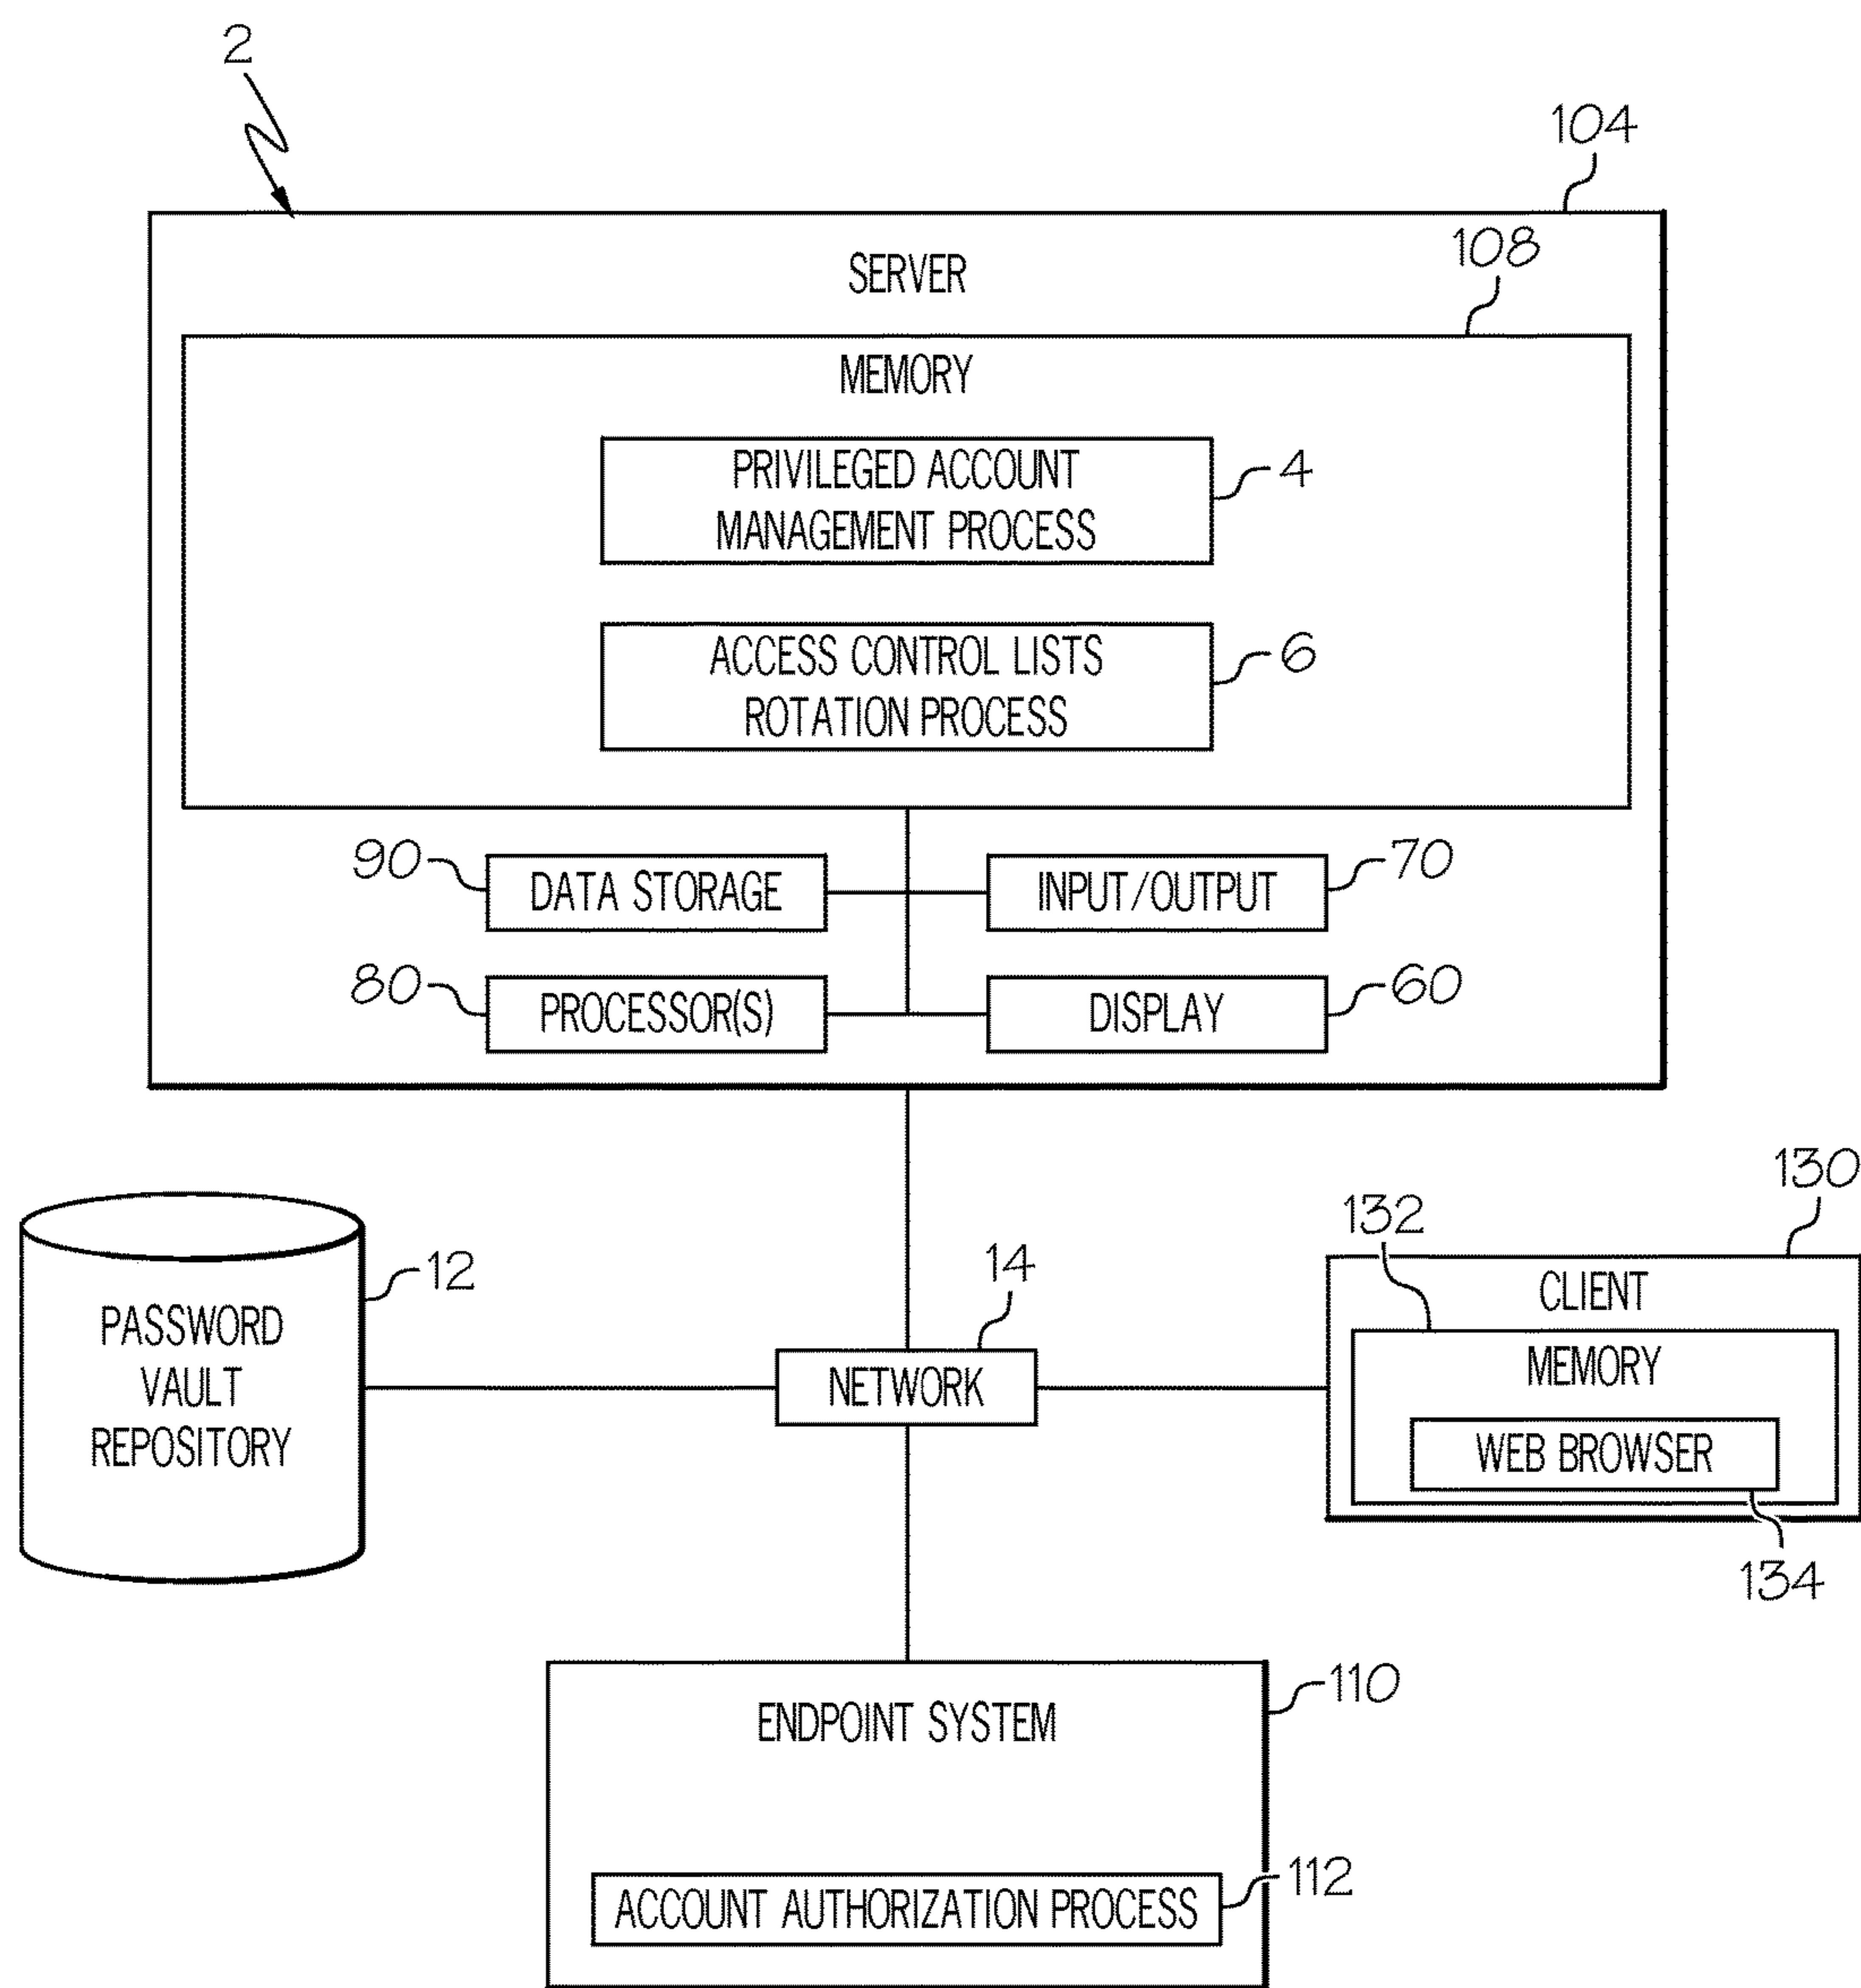 2
104
SERVER
108
MEMORY
PRIVILEGED ACCOUNT
MANAGEMENT PROCESS
4
ACCESS CONTROL LISTS
ROTATION PROCESS
6
90
DATA STORAGE
INPUT/OUTPUT
70
80
PROCESSOR(S)
DISPLAY
60
PASSWORD
VAULT
REPOSITORY
12
14
NETWORK
130
132
CLIENT
MEMORY
WEB BROWSER
134
ENDPOINT SYSTEM
110
ACCOUNT AUTHORIZATION PROCESS
112